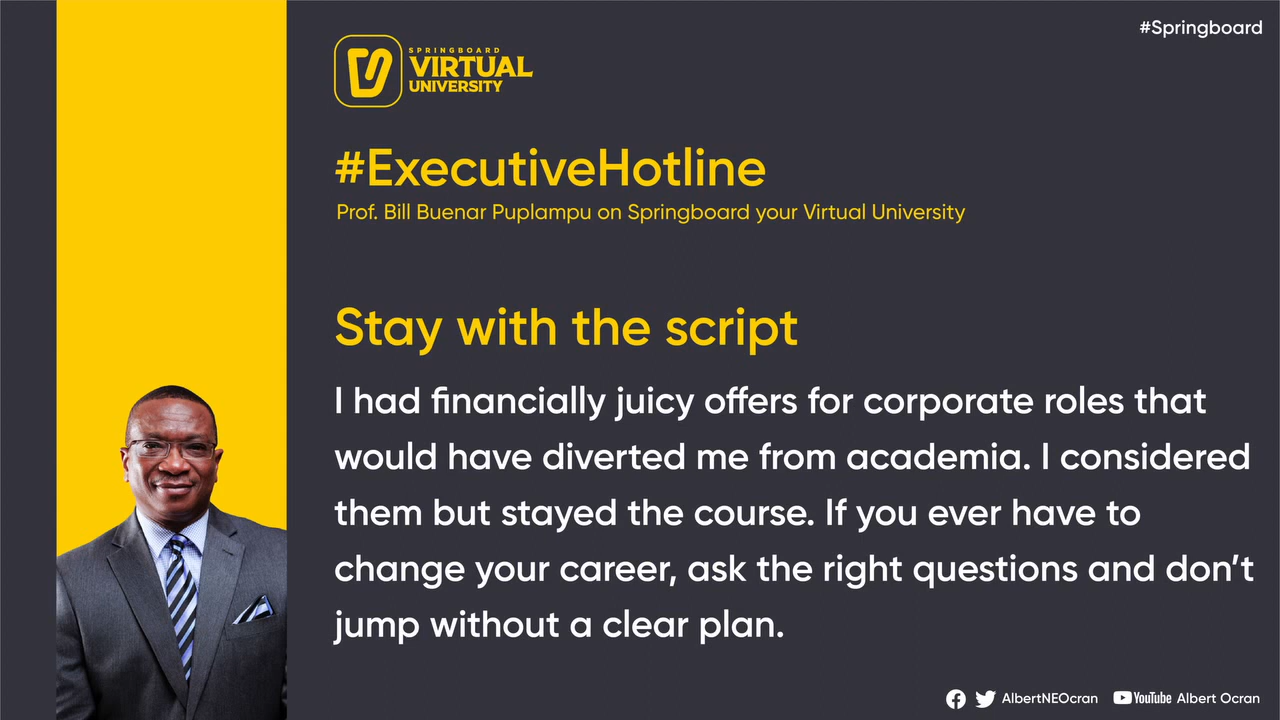 #Springboard
SPRINGBOARD
VIRTUAL
UNIVERSITY
#ExecutiveHotline
Prof. Bill Buenar Puplampu on Springboard your Virtual University
Stay with the script
I had financially juicy offers for corporate roles that
would have diverted me from academia. I considered
them but stayed the course. If you ever have to
change your career, ask the right questions and don’t
jump without a clear plan.
AlbertNEOcran YouTube Albert Ocran